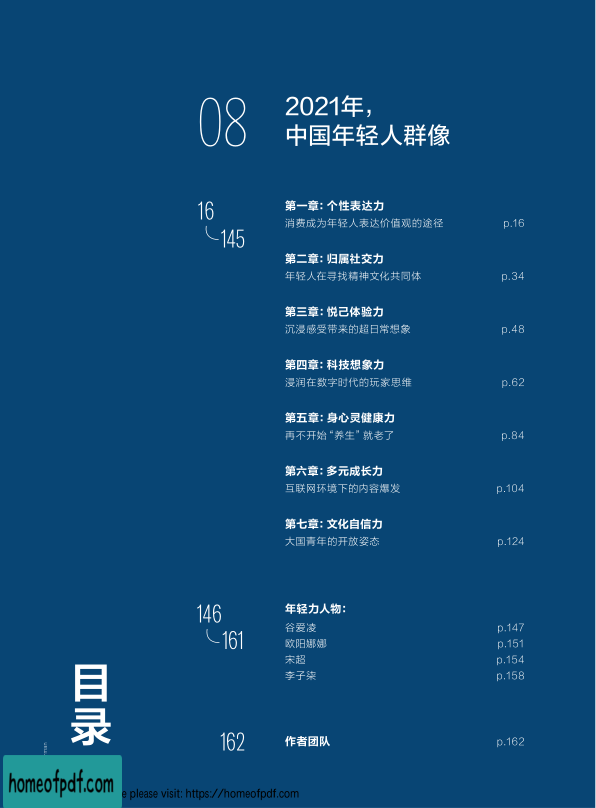 08
2021年，
中国年轻人群像
16
145
第一章：个性表达力
消费成为年轻人表达价值观的途径 p.16
第二章：归属社交力
年轻人在寻找精神文化共同体 p.34
第三章：悦己体验力
沉浸感受带来的超日常想象 p.48
第四章：科技想象力
浸润在数字时代的玩家思维 p.62
第五章：身心灵健康力
再不开始“养生”就老了 p.84
第六章：多元成长力
互联网环境下的内容爆发 p.104
第七章：文化自信力
大国青年的开放姿态 p.124
146
161
年轻力人物：
谷爱凌 p.147
欧阳娜娜 p.151
宋超 p.154
李子柒 p.158
目录
162
作者团队 p.162
homeofpdf.com
e please visit: https://homeofpdf.com